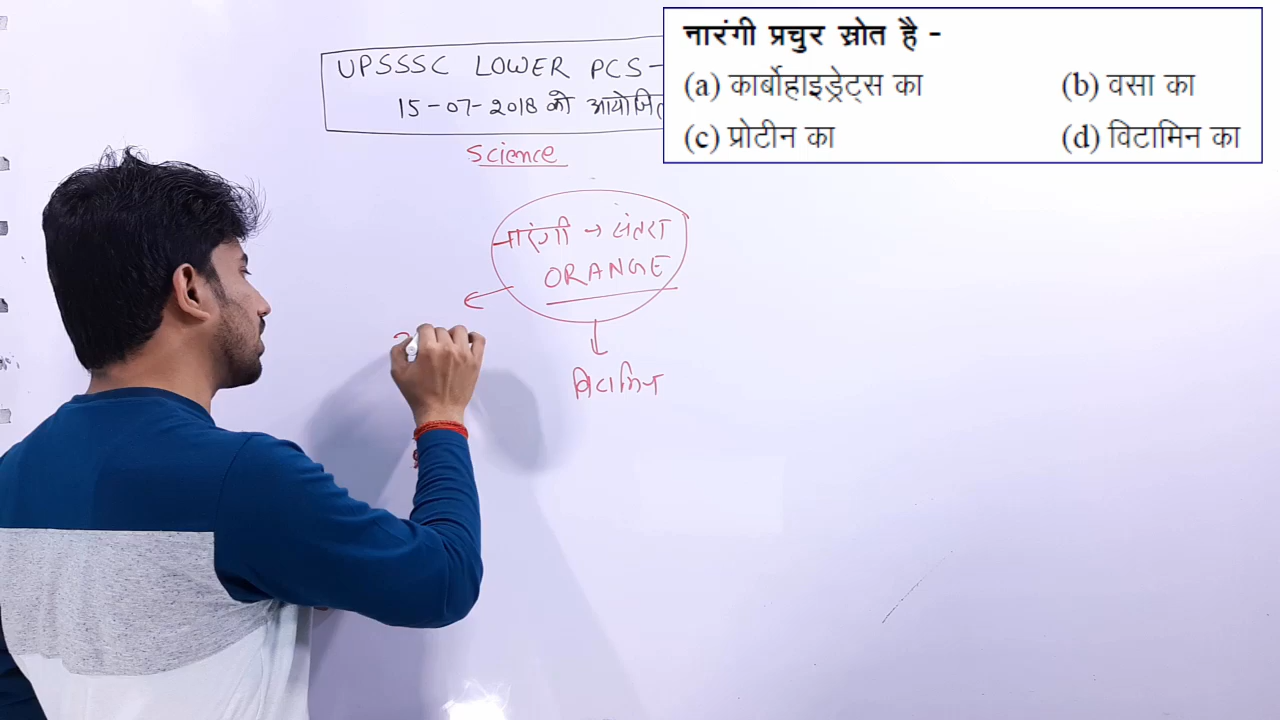 नारंगी प्रचुर स्रोत है -
(a) कार्बोहाइड्रेट्स का (b) वसा का
(c) प्रोटीन का (d) विटामिन का
UPSSSC LOWER PCS-
15-07-2018 को आयोजित
Science
नारंगी → संतरा
ORANGE
विटामिन